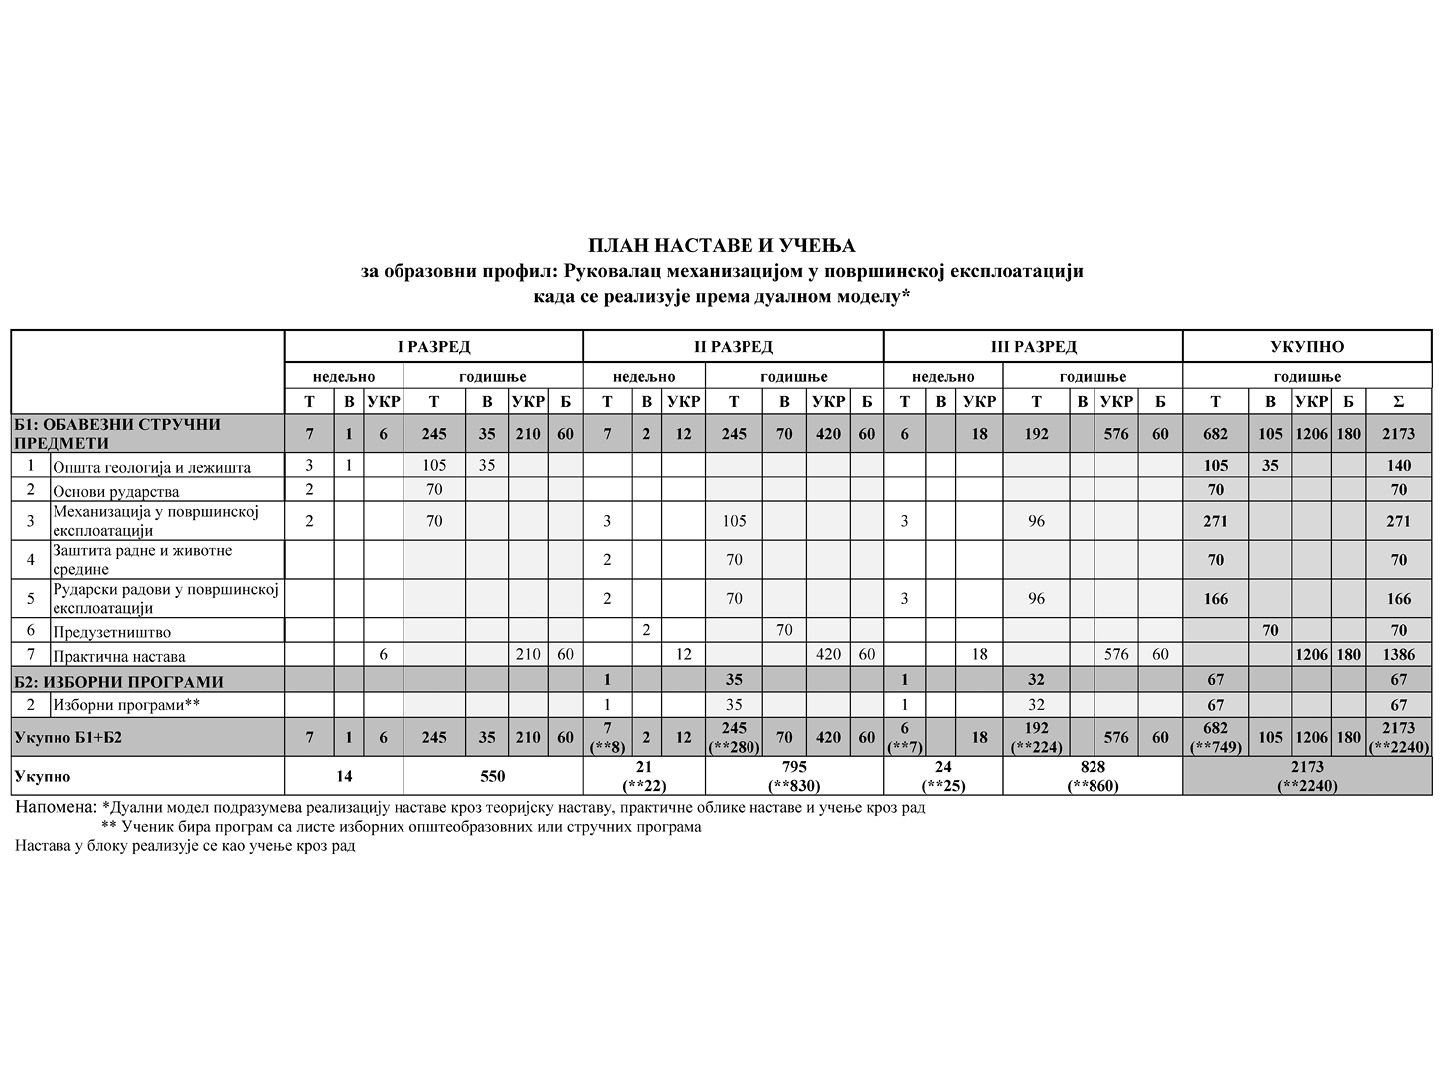 ПЛАН НАСТАВЕ И УЧЕЊА
за образовни профил: Руковалац механизацијом у површинској експлоатацији
када се реализује према дуалном моделу*
I РАЗРЕД II РАЗРЕД III РАЗРЕД УКУПНО
недељно годишње недељно годишње недељно годишње годишње
Т В УКР Т В УКР Б Т В УКР Т В УКР Б Т В УКР Т В УКР Б Т В УКР Б Σ
Б1: ОБАВЕЗНИ СТРУЧНИ
ПРЕДМЕТИ 7 1 6 245 35 210 60 7 2 12 245 70 420 60 6 18 192 576 60 682 105 1206 180 2173
1 Општа геологија и лежишта 3 1 105 35 105 35 140
2 Основи рударства 2 70 70 70
3 Механизација у површинској
експлоатацији 2 70 3 105 3 96 271 271
4 Заштита радне и животне
средине 2 70 70 70
5 Рударски радови у површинској
експлоатацији 2 70 3 96 166 166
6 Предузетништво 2 70 70 70
7 Практична настава 6 210 60 12 420 60 18 576 60 1206 180 1386
Б2: ИЗБОРНИ ПРОГРАМИ 1 35 1 32 67 67
2 Изборни програми** 1 35 1 32 67 67
Укупно Б1+Б2 7 1 6 245 35 210 60 7 (**8) 2 12 245 (**280) 70 420 60 6 (**7) 18 192 (**224) 576 60 682 (**749) 105 1206 180 2173 (**2240)
Укупно 14 550 21 (**22) 795 (**830) 24 (**25) 828 (**860) 2173 (**2240)
Напомена: *Дуални модел подразумева реализацију наставе кроз теоријску наставу, практичне облике наставе и учење кроз рад
** Ученик бира програм са листе изборних општеобразовних или стручних програма
Настава у блоку реализује се као учење кроз рад